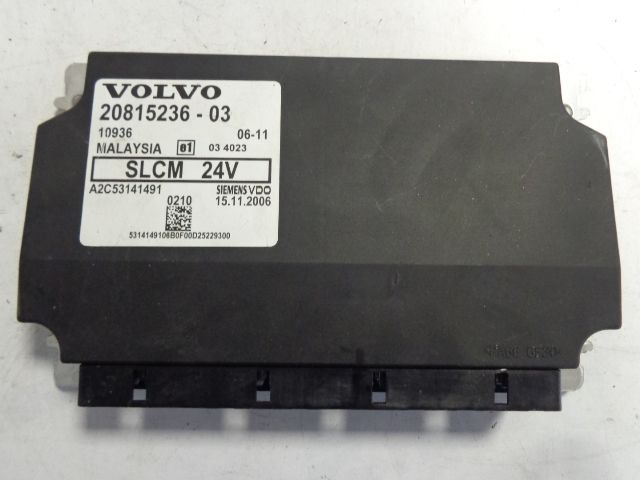 VOLVO
20815236 - 03
10936 06-11
MALAYSIA e1 03 4023
SLCM 24V
A2C53141491 SIEMENS VDO
0210 15.11.2006
5314149106B0F00D25229300